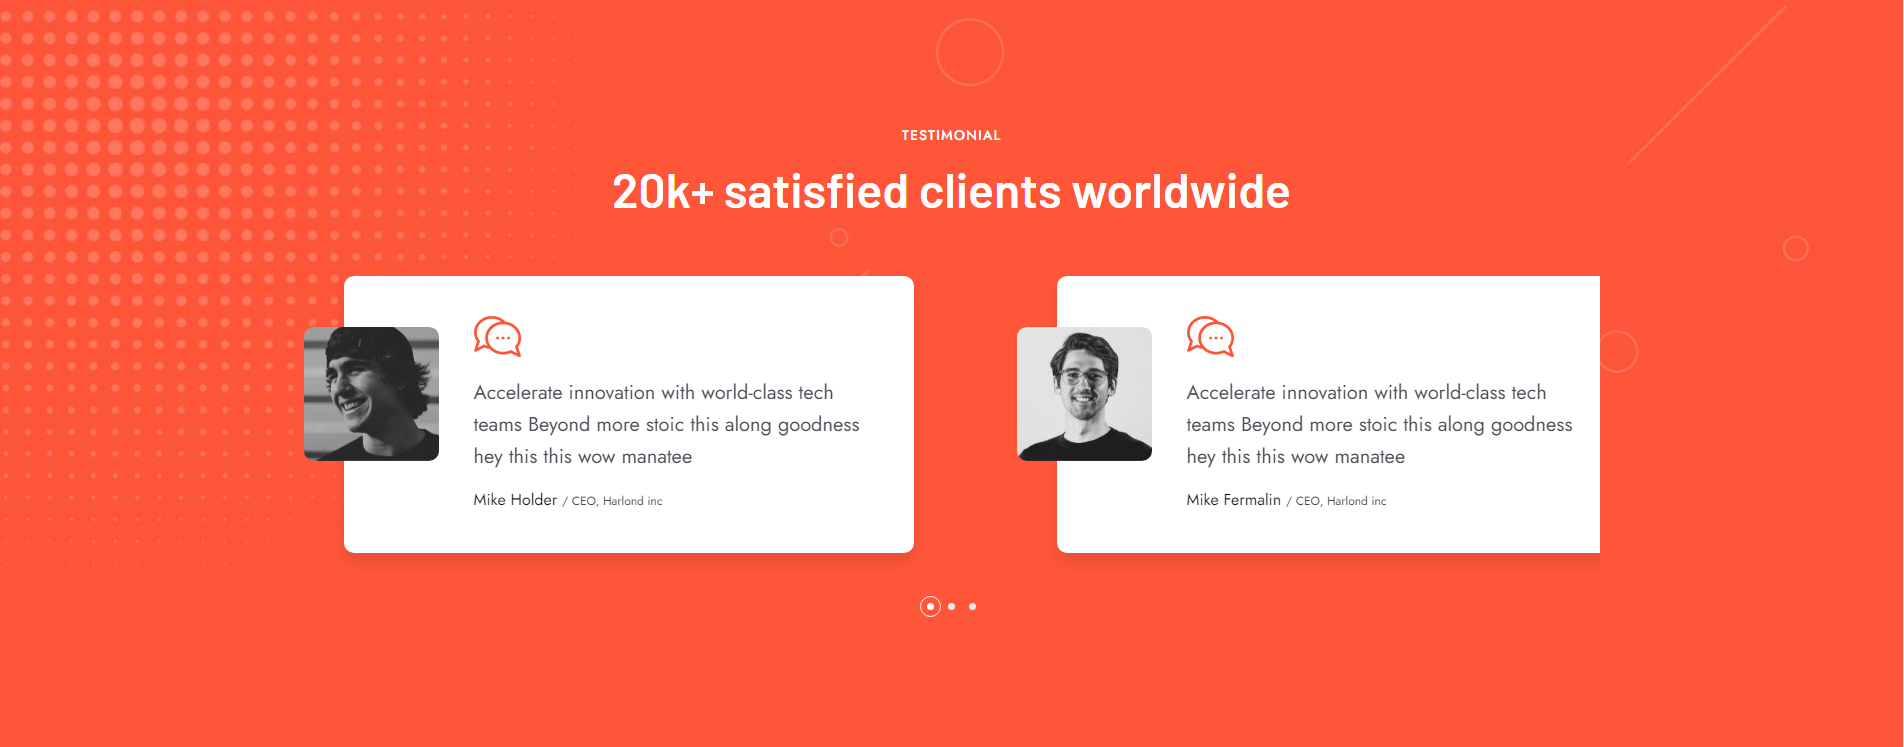 TESTIMONIAL
20k+ satisfied clients worldwide
Accelerate innovation with world-class tech
teams Beyond more stoic this along goodness
hey this this wow manatee
Mike Holder / CEO, Harlond inc
Accelerate innovation with world-class tech
teams Beyond more stoic this along goodness
hey this this wow manatee
Mike Fermalin / CEO, Harlond inc